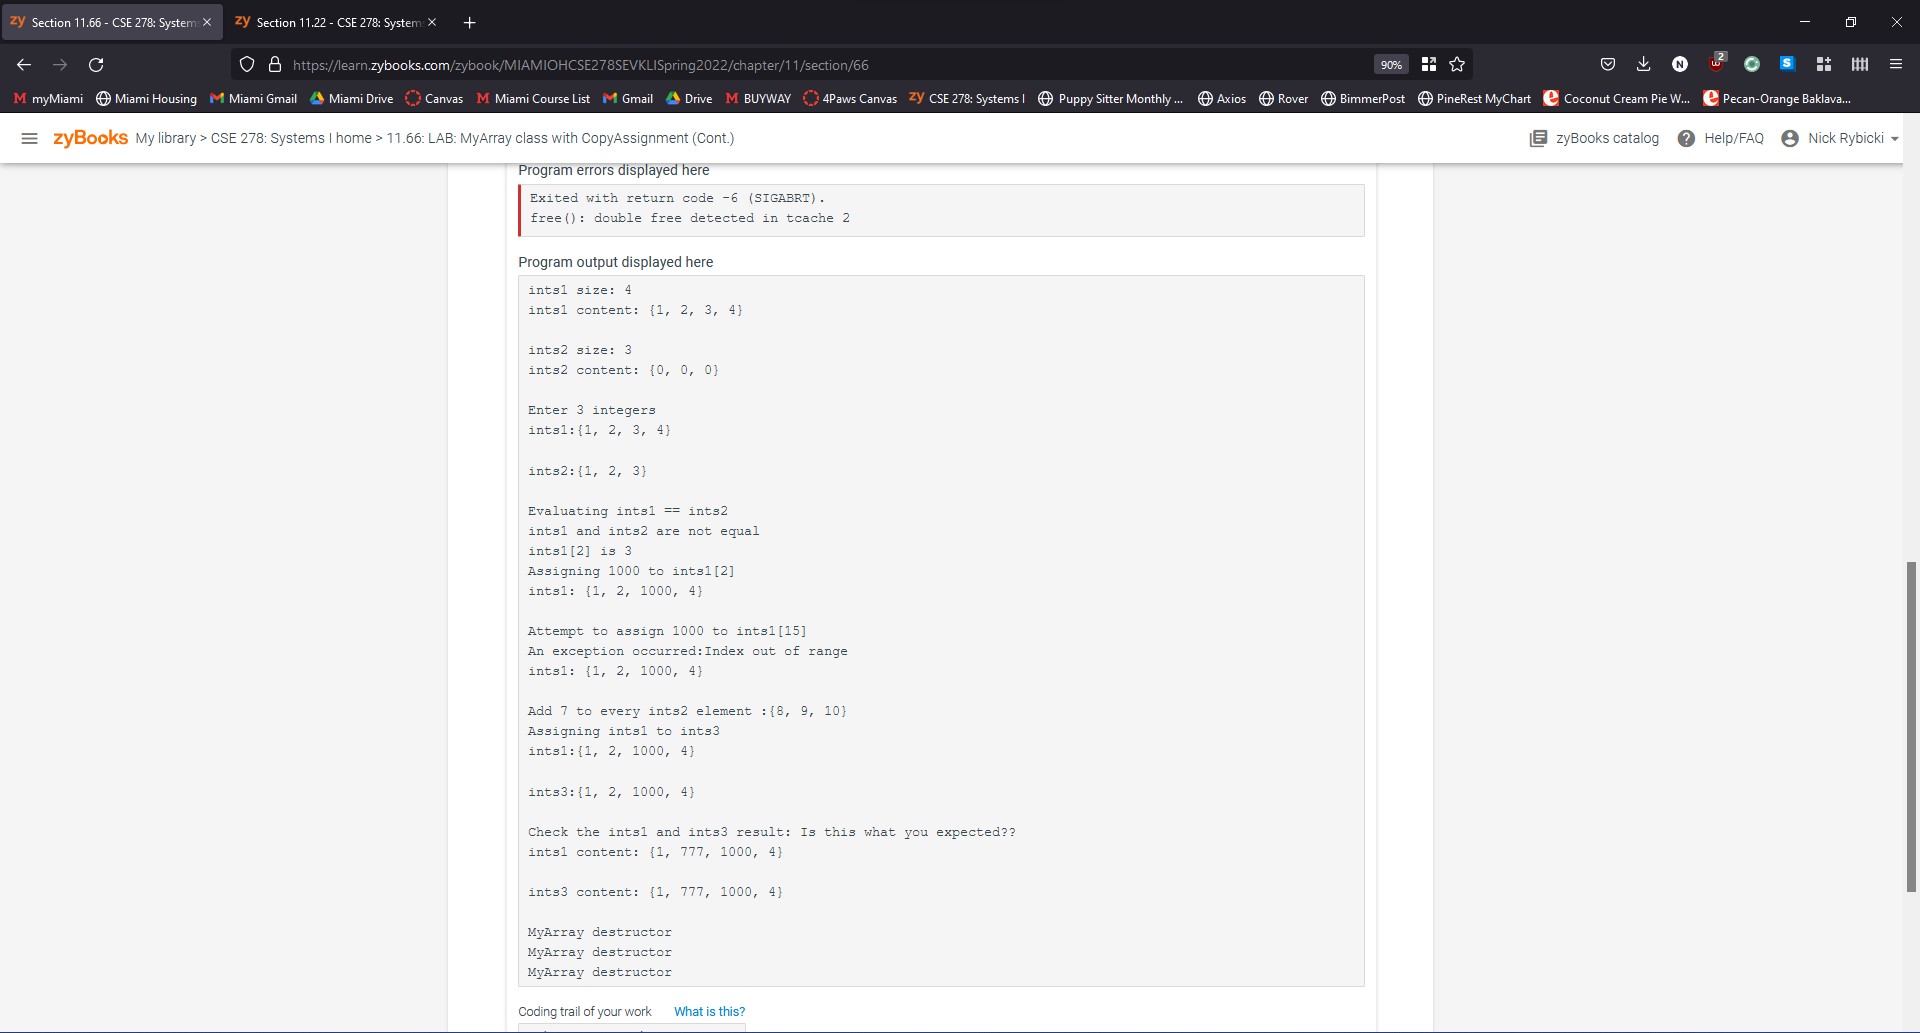 Section 11.66 - CSE 278: System
Section 11.22 - CSE 278: System
https://learn.zybooks.com/zybook/MIAMIOHCSE278SEVKLISpring2022/chapter/11/section/66
90%
2
myMiami
Miami Housing
Miami Gmail
Miami Drive
Canvas
Miami Course List
Gmail
Drive
BUYWAY
4Paws Canvas
CSE 278: Systems I
Puppy Sitter Monthly ...
Axios
Rover
BimmerPost
PineRest MyChart
Coconut Cream Pie W...
Pecan-Orange Baklava...
zyBooks My library > CSE 278: Systems I home > 11.66: LAB: MyArray class with CopyAssignment (Cont.)
zyBooks catalog
Help/FAQ
Nick Rybicki
Program errors displayed here
Exited with return code -6 (SIGABRT).
free(): double free detected in tcache 2
Program output displayed here
ints1 size: 4
ints1 content: {1, 2, 3, 4}
ints2 size: 3
ints2 content: {0, 0, 0}
Enter 3 integers
ints1:{1, 2, 3, 4}
ints2:{1, 2, 3}
Evaluating ints1 == ints2
ints1 and ints2 are not equal
ints1[2] is 3
Assigning 1000 to ints1[2]
ints1: {1, 2, 1000, 4}
Attempt to assign 1000 to ints1[15]
An exception occurred:Index out of range
ints1: {1, 2, 1000, 4}
Add 7 to every ints2 element :{8, 9, 10}
Assigning ints1 to ints3
ints1:{1, 2, 1000, 4}
ints3:{1, 2, 1000, 4}
Check the ints1 and ints3 result: Is this what you expected??
ints1 content: {1, 777, 1000, 4}
ints3 content: {1, 777, 1000, 4}
MyArray destructor
MyArray destructor
MyArray destructor
Coding trail of your work What is this?